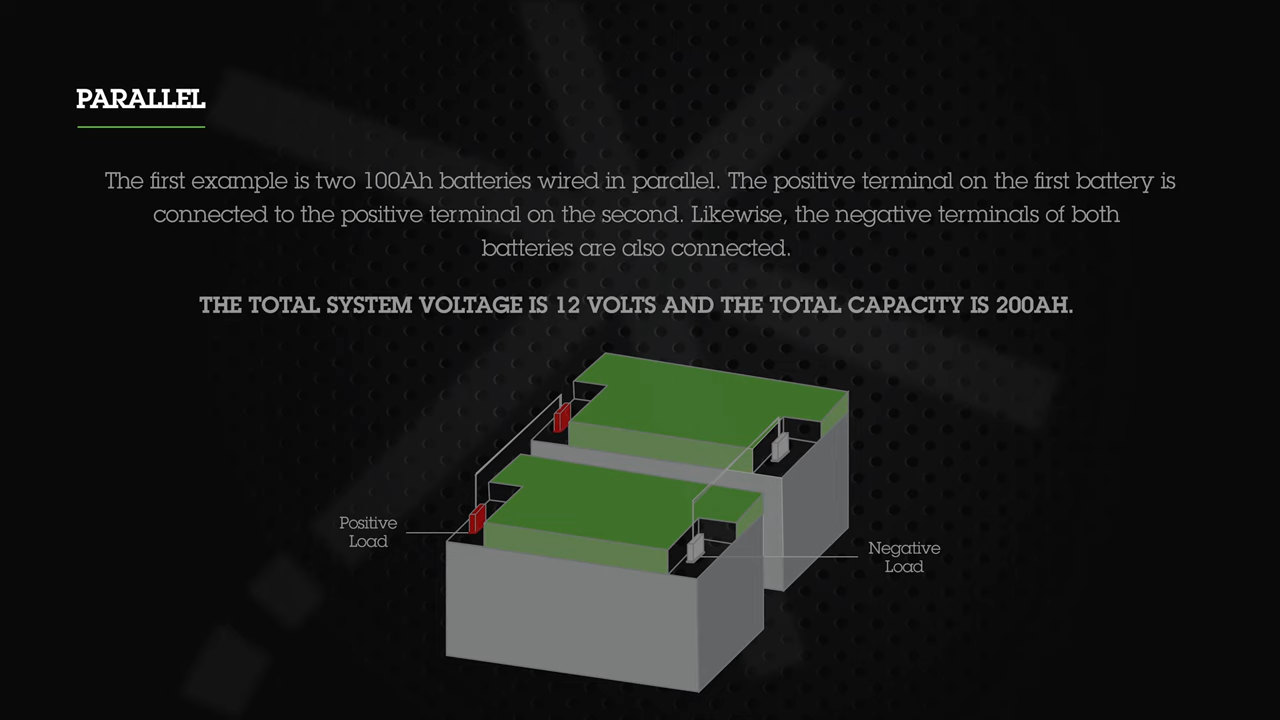 PARALLEL
The first example is two 100Ah batteries wired in parallel. The positive terminal on the first battery is
connected to the positive terminal on the second. Likewise, the negative terminals of both
batteries are also connected.
THE TOTAL SYSTEM VOLTAGE IS 12 VOLTS AND THE TOTAL CAPACITY IS 200AH.
Positive
Load
Negative
Load